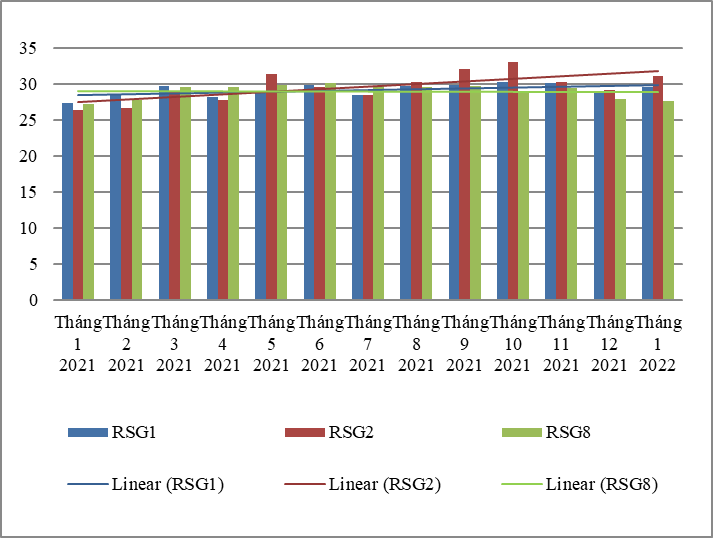 35
30
25
20
15
10
5
0
Tháng Tháng Tháng Tháng Tháng Tháng Tháng Tháng Tháng Tháng Tháng Tháng Tháng
1 2 3 4 5 6 7 8 9 10 11 12 1
2021 2021 2021 2021 2021 2021 2021 2021 2021 2021 2021 2021 2022
RSG1 RSG2 RSG8
Linear (RSG1) Linear (RSG2) Linear (RSG8)